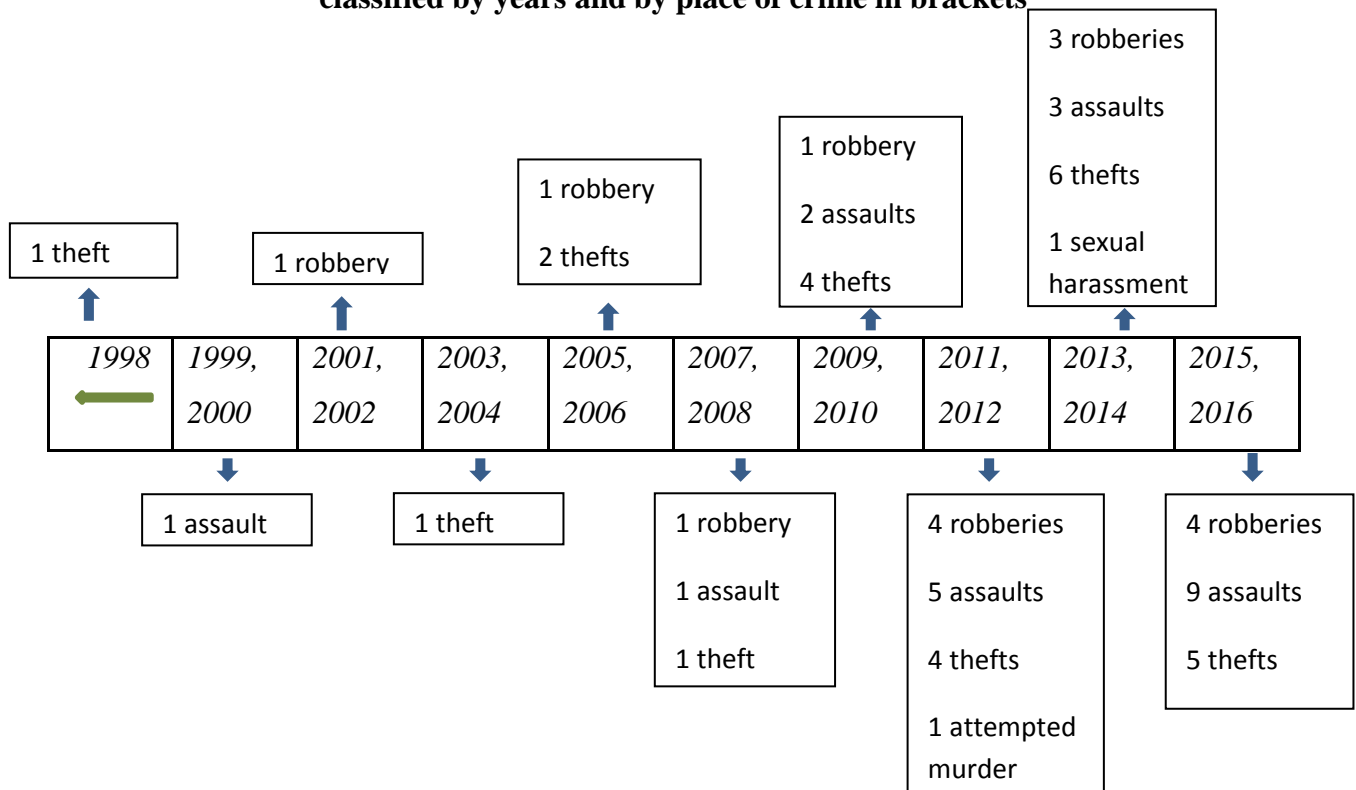 classified by years and by place of crime in brackets
3 robberies
3 assaults
6 thefts
1 sexual
harassment
1 robbery
2 assaults
4 thefts
1 robbery
2 thefts
1 theft
1 robbery
1998
1999,
2000
2001,
2002
2003,
2004
2005,
2006
2007,
2008
2009,
2010
2011,
2012
2013,
2014
2015,
2016
1 assault
1 theft
1 robbery
1 assault
1 theft
4 robberies
5 assaults
4 thefts
1 attempted
murder
4 robberies
9 assaults
5 thefts